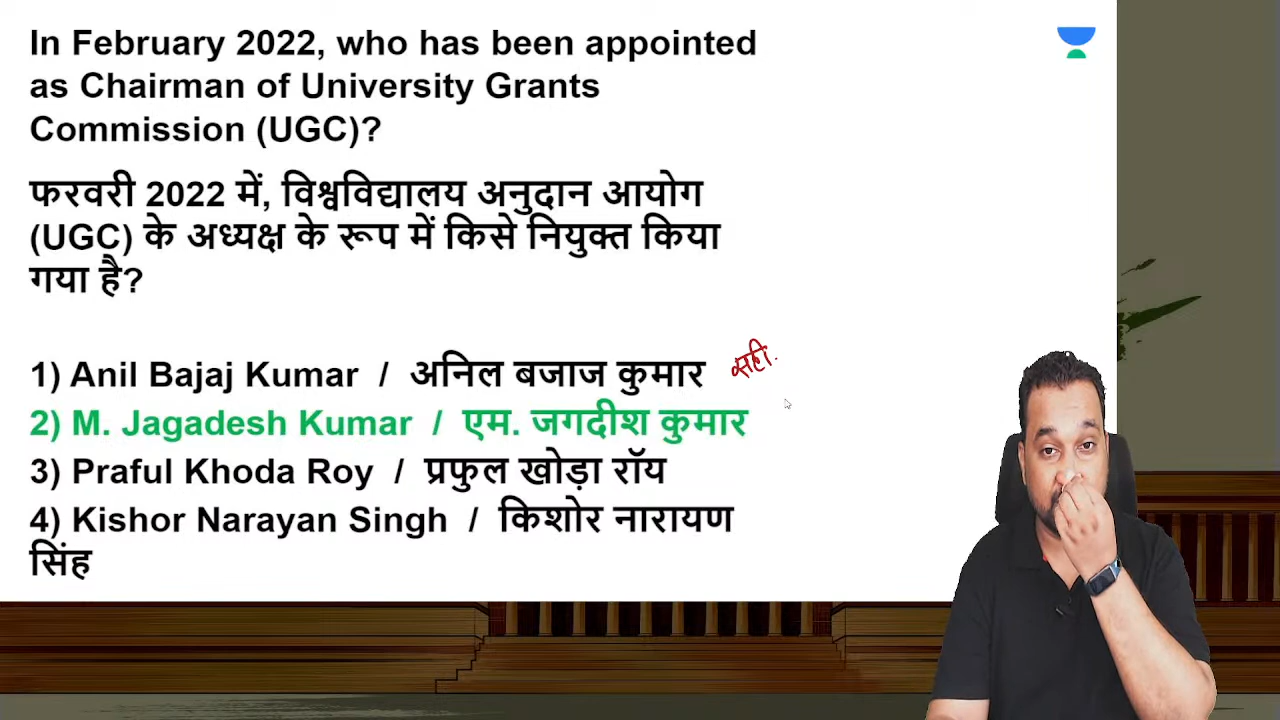 In February 2022, who has been appointed
as Chairman of University Grants
Commission (UGC)?
फरवरी 2022 में, विश्वविद्यालय अनुदान आयोग
(UGC) के अध्यक्ष के रूप में किसे नियुक्त किया
गया है?
1) Anil Bajaj Kumar / अनिल बजाज कुमार सही.
2) M. Jagadesh Kumar / एम. जगदीश कुमार
3) Praful Khoda Roy / प्रफुल खोड़ा रॉय
4) Kishor Narayan Singh / किशोर नारायण
सिंह